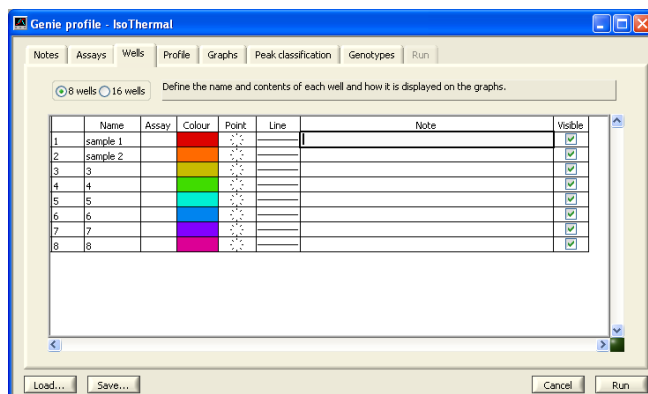 Genie profile - IsoThermal
Notes Assays Wells Profile Graphs Peak classification Genotypes Run
8 wells 16 wells Define the name and contents of each well and how it is displayed on the graphs.
Name Assay Colour Point Line Note Visible
1 sample 1
2 sample 2
3 3
4 4
5 5
6 6
7 7
8 8
Load... Save... Cancel Run